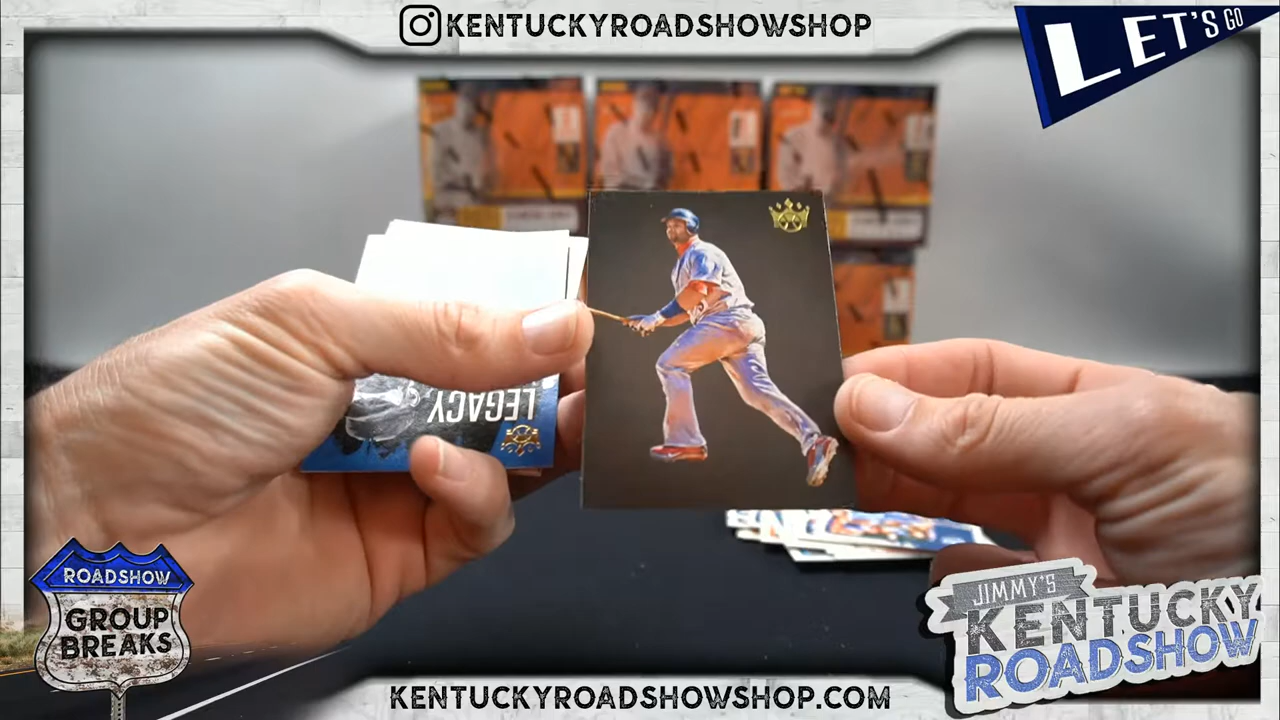 KENTUCKYROADSHOWSHOP
LET'S GO
LEGACY
ROADSHOW
GROUP
BREAKS
JIMMY'S
KENTUCKY
ROADSHOW
KENTUCKYROADSHOWSHOP.COM